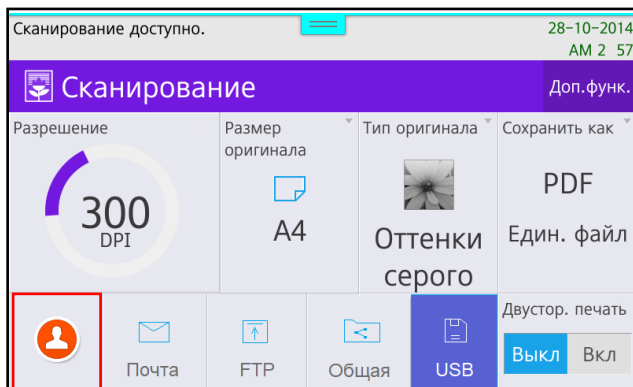 Сканирование доступно.
28-10-2014
AM 2 57
Сканирование
Доп.функ.
Разрешение
300
DPI
Размер
оригинала
A4
Тип оригинала
Оттенки
серого
Сохранить как
PDF
Един. файл
Почта
FTP
Общая
USB
Двустор. печать
Выкл
Вкл